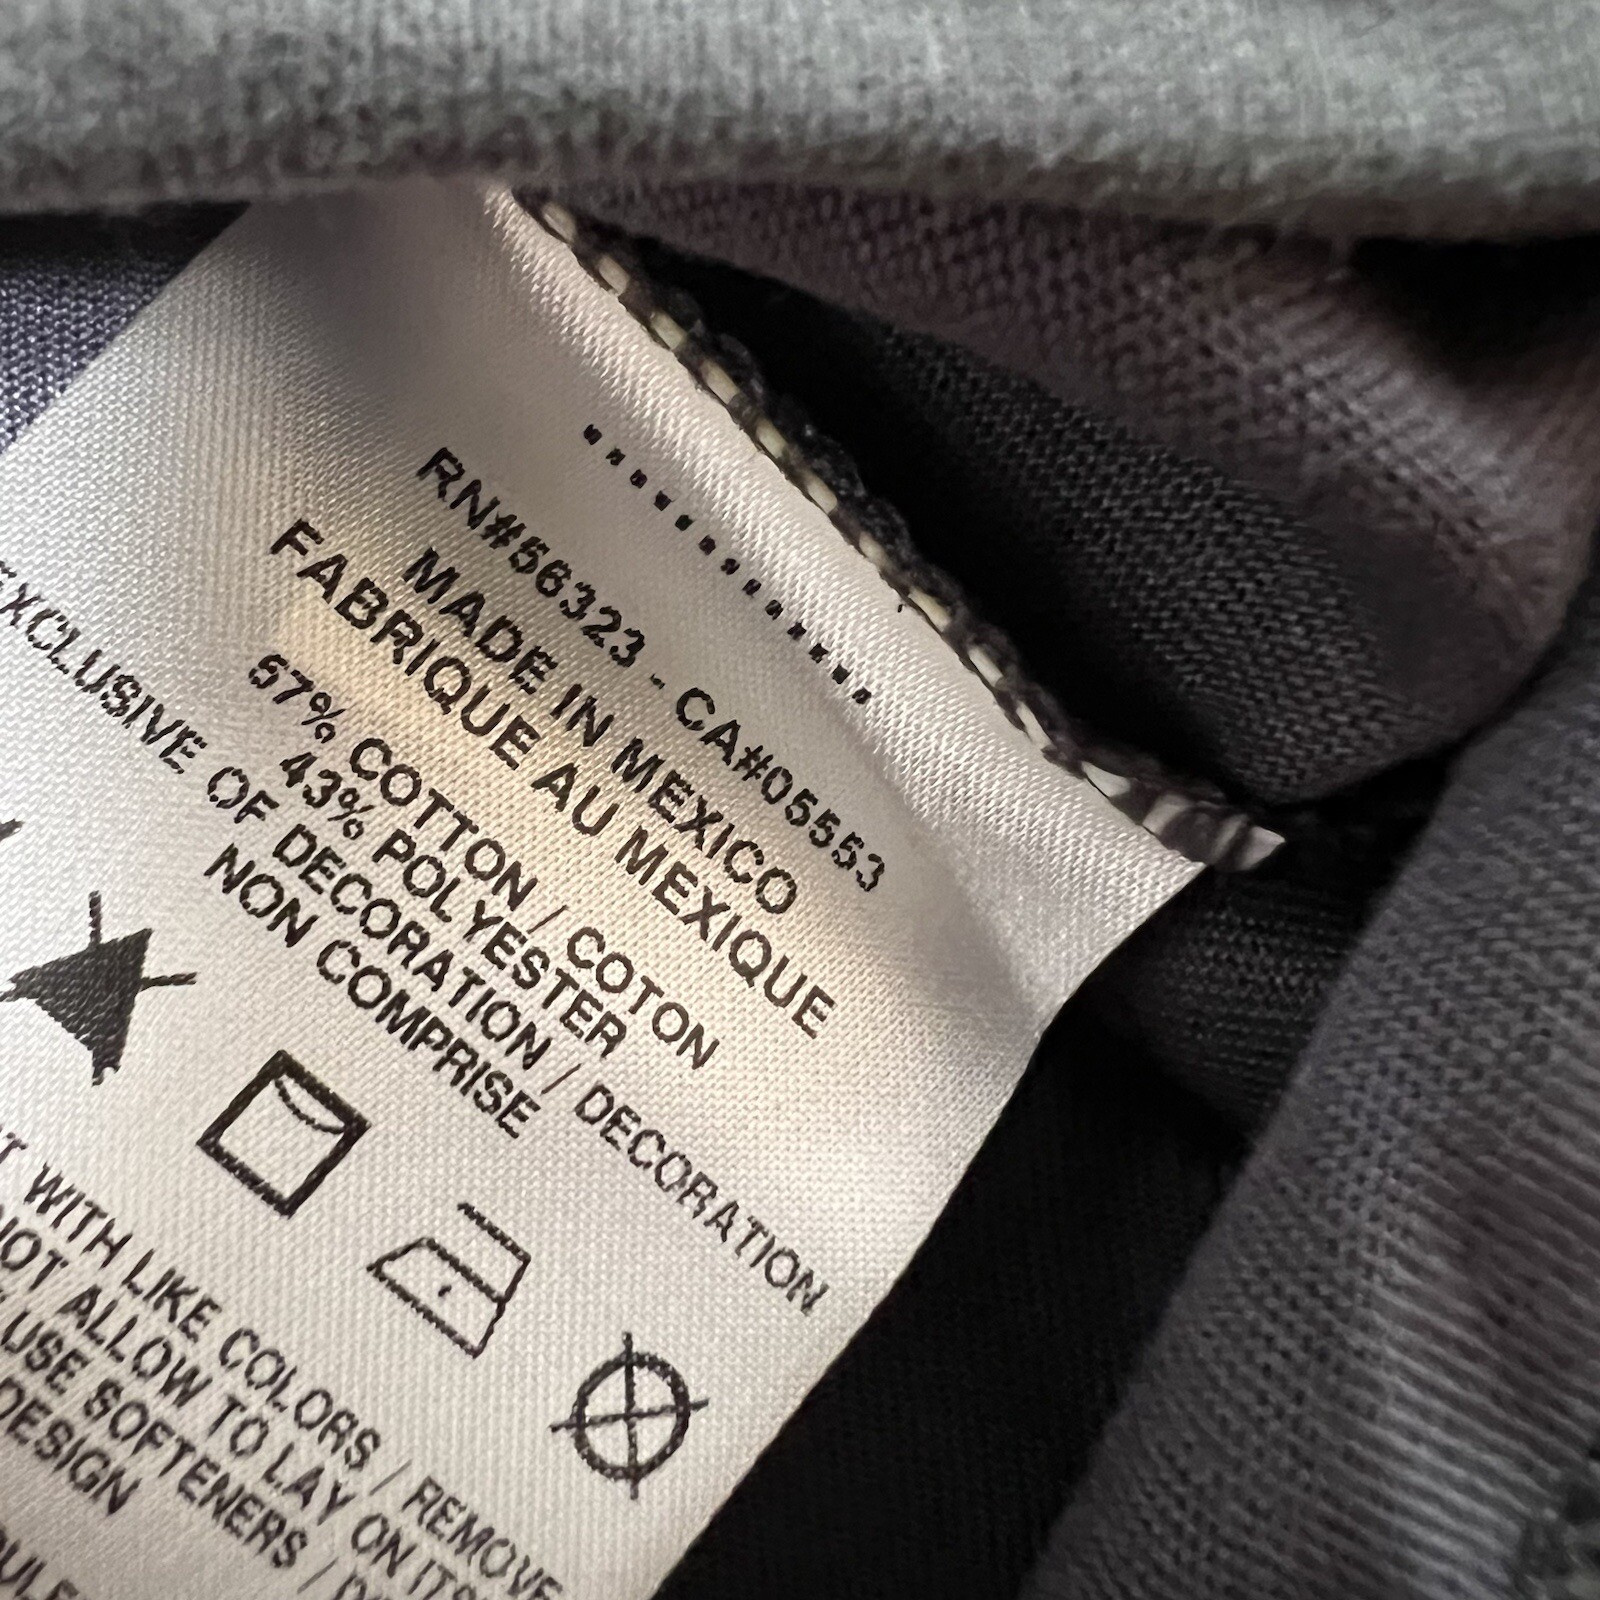 RN#56323 - CA#05553
MADE IN MEXICO
FABRIQUE AU MEXIQUE
57% COTTON / COTON
43% POLYESTER
EXCLUSIVE OF DECORATION / DECORATION
NON COMPRISE
WITH LIKE COLORS / REMOVE
NOT ALLOW TO LAY ON ITS
USE SOFTENERS /
DESIGN